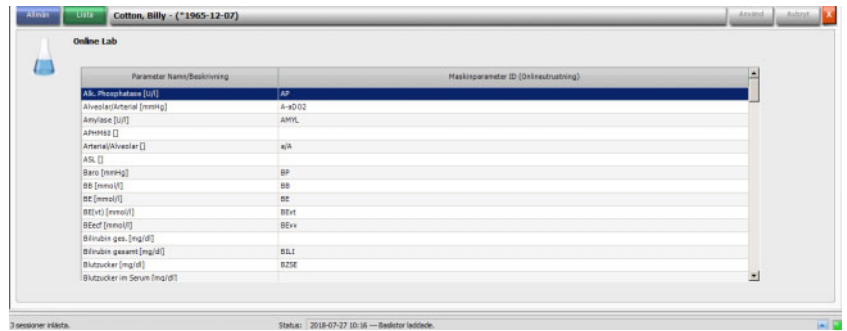 Allmän Lista Cotton, Billy - (*1965-12-07) Använd Avbryt X
Online Lab
Parameter Namn/Beskrivning Maskinparameter ID (Onlineutrustning)
Alk. Phosphatase [U/l] AP
Alveolar/Arterial [mmHg] A-aDO2
Amylase [U/l] AMYL
APHM62 []
Arterial/Alveolar [] a/A
ASL []
Baro [mmHg] BP
BB [mmol/l] BB
BE [mmol/l] BE
BE(vt) [mmol/l] BEvt
BEecf [mmol/l] BEvv
Bilirubin ges. [mg/dl]
Bilirubin gesamt [mg/dl] BILI
Blutzucker [mg/dl] BZSE
Blutzucker im Serum [mg/dl]
3 sessioner inlästa. Status: 2018-07-27 10:16 — Baslistor laddade.